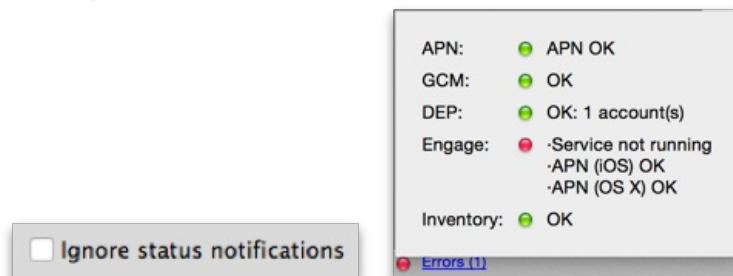 APN: APN OK
GCM: OK
DEP: OK: 1 account(s)
Engage: ·Service not running
·APN (iOS) OK
·APN (OS X) OK
Inventory: OK
Ignore status notifications
Errors (1)